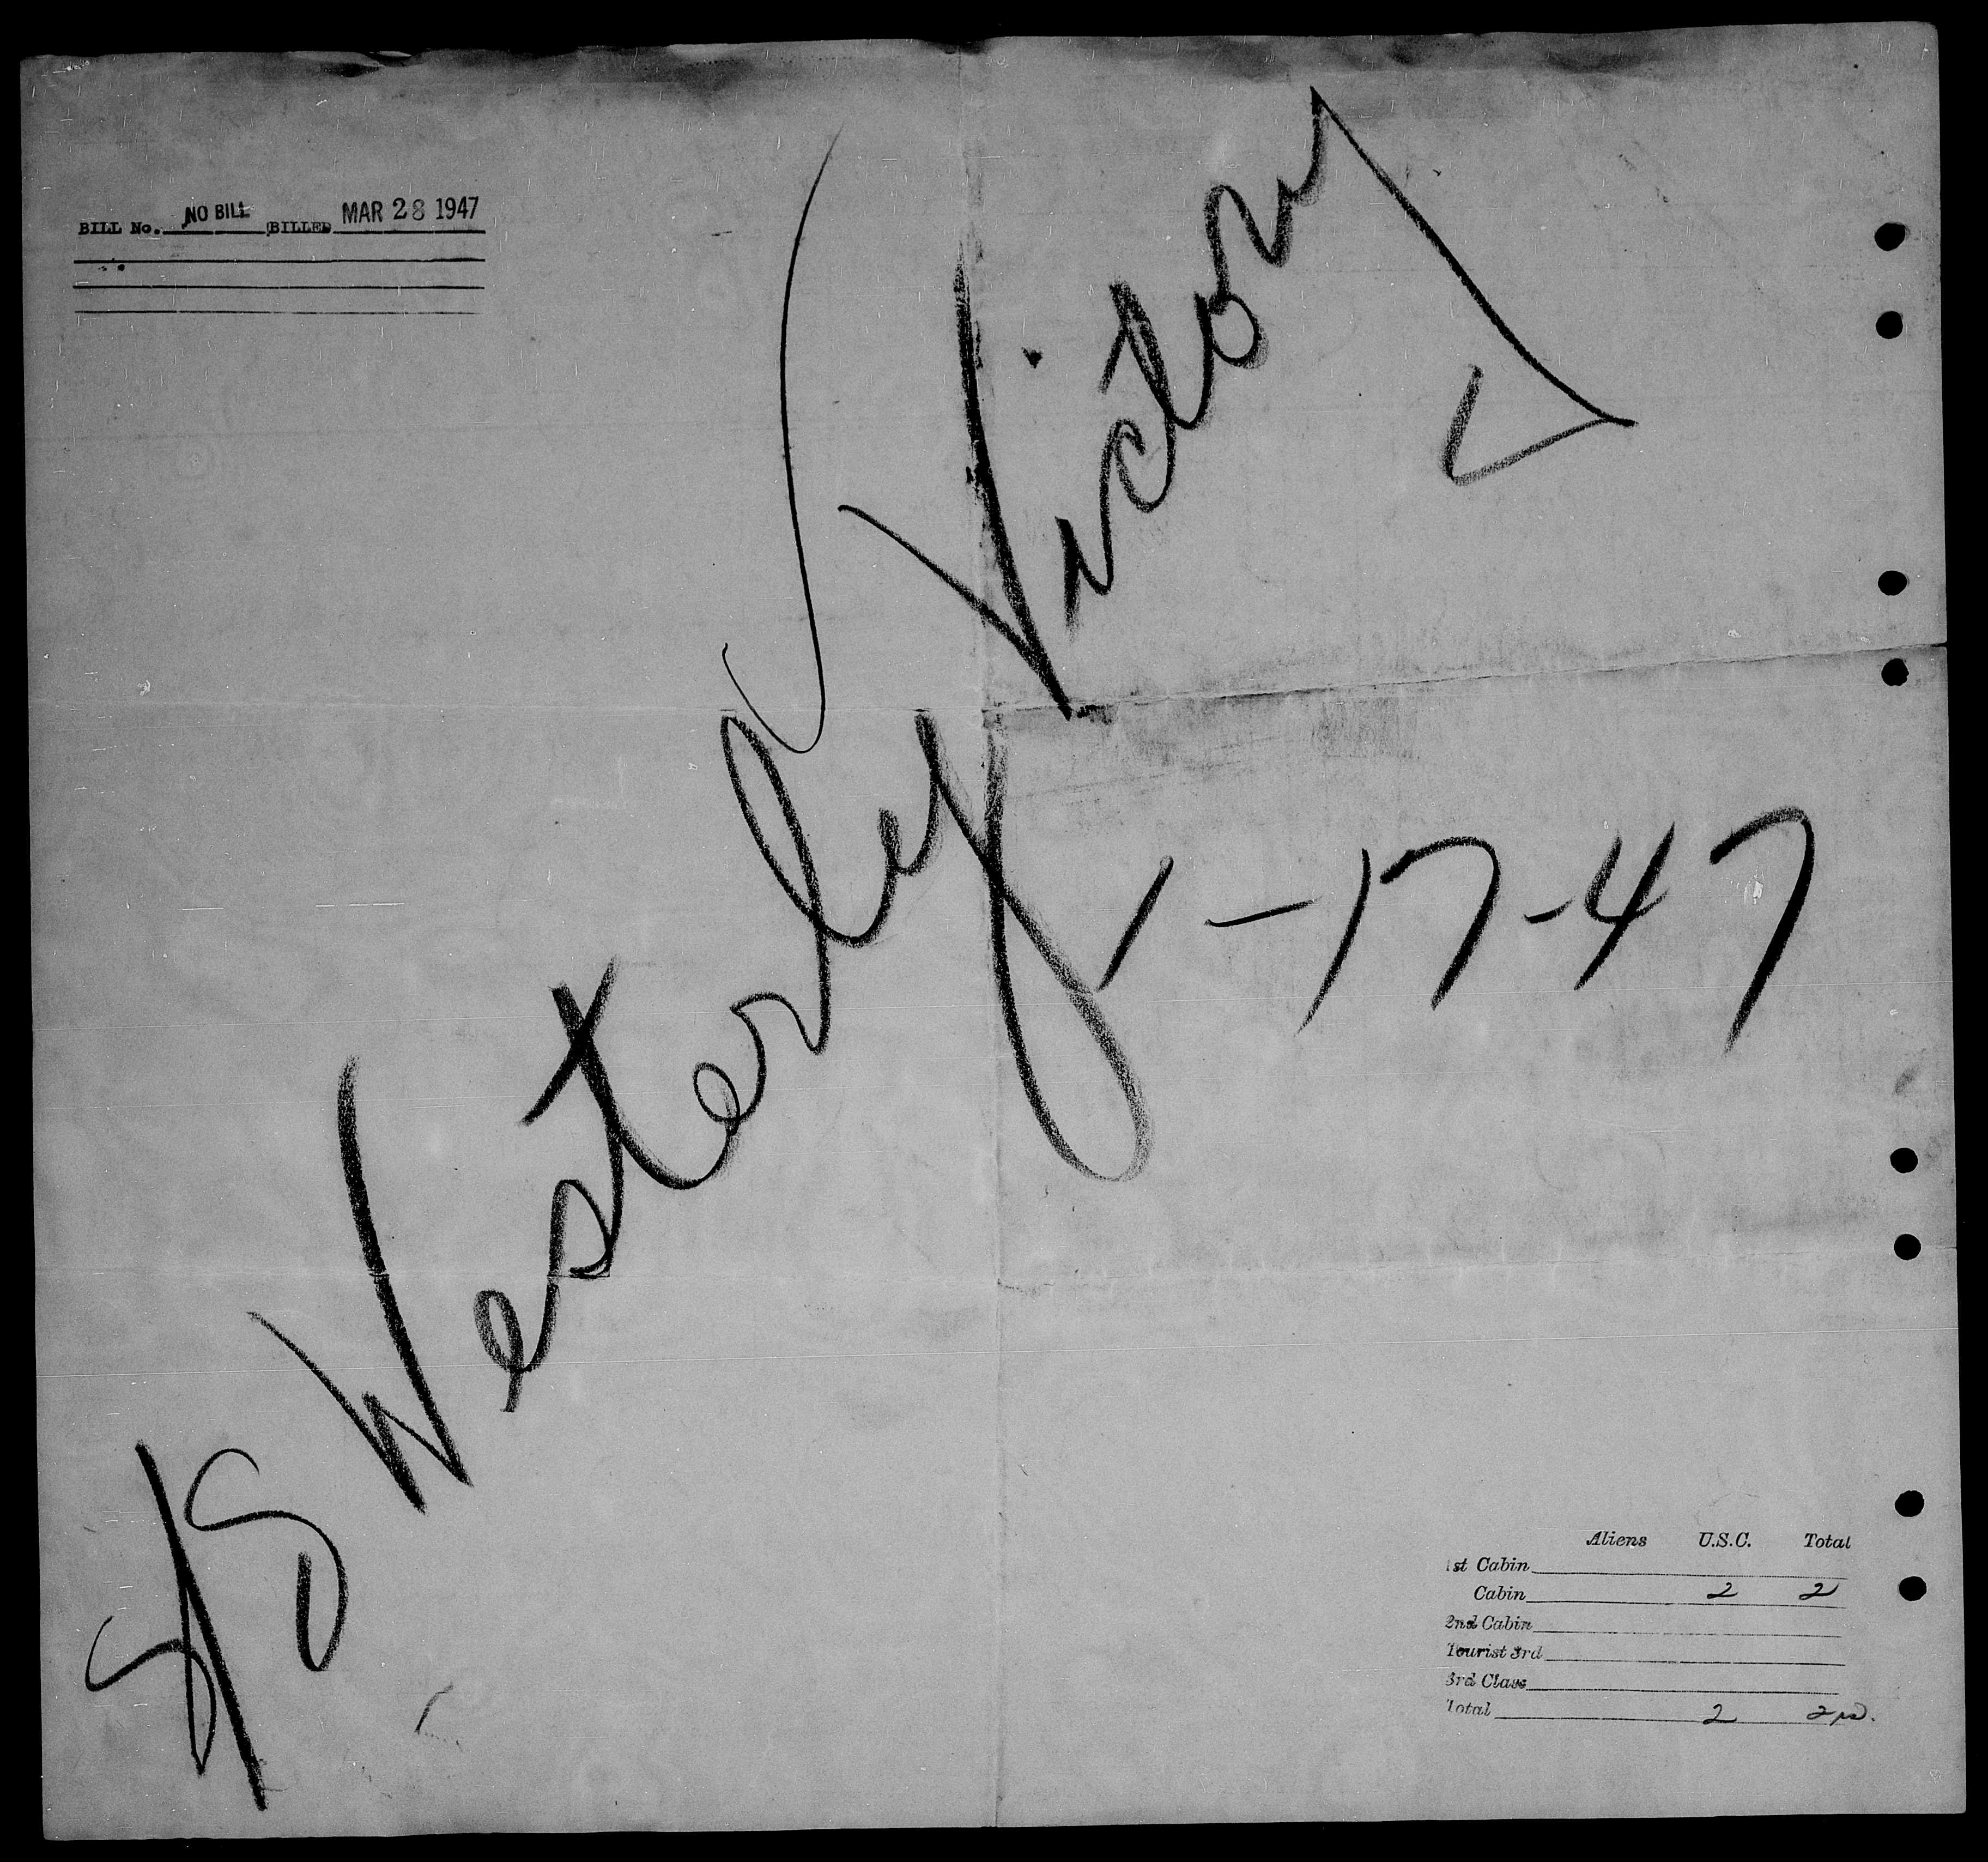 BILL No. NO BILL BILLED MAR 28 1947
S/S Westerly Victory
1-17-47
Aliens U.S.C. Total
1st Cabin
Cabin 2 2
2nd Cabin
Tourist 3rd
3rd Class
Total 2 2